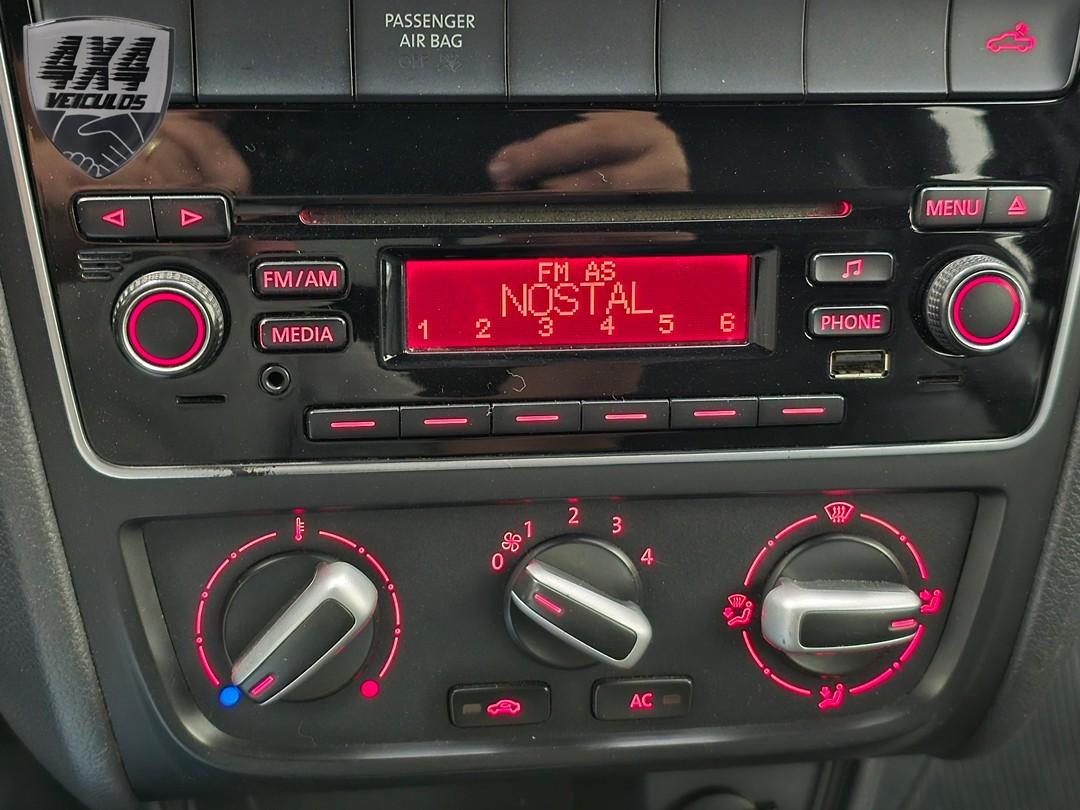 4X4
VEICULOS
PASSENGER
AIR BAG
MENU
FM/AM
FM AS
NOSTAL
1 2 3 4 5 6
MEDIA
PHONE
0 1 2 3 4
AC